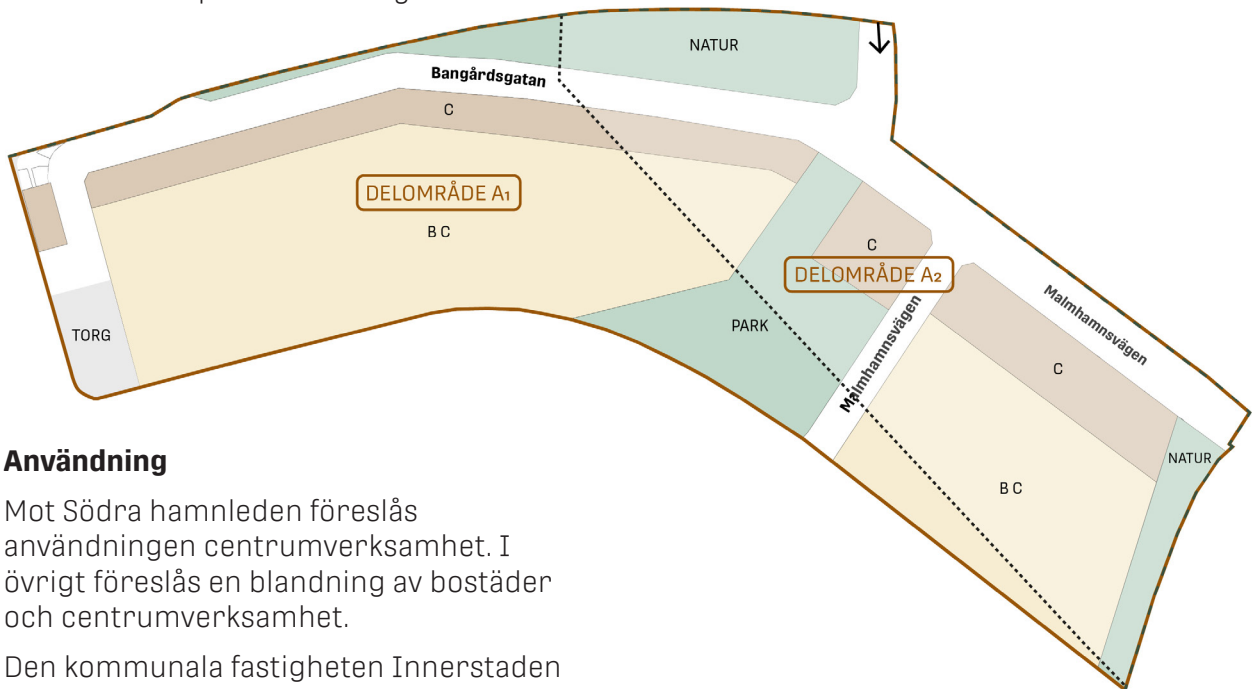 NATUR
Bangårdsgatan
C
DELOMRÅDE A1
B C
C
DELOMRÅDE A2
Malmhamnsvägen
TORG
PARK
Malmhamnsvägen
C
NATUR
B C
Användning
Mot Södra hamnleden föreslås
användningen centrumverksamhet. I
övrigt föreslås en blandning av bostäder
och centrumverksamhet.
Den kommunala fastigheten Innerstaden